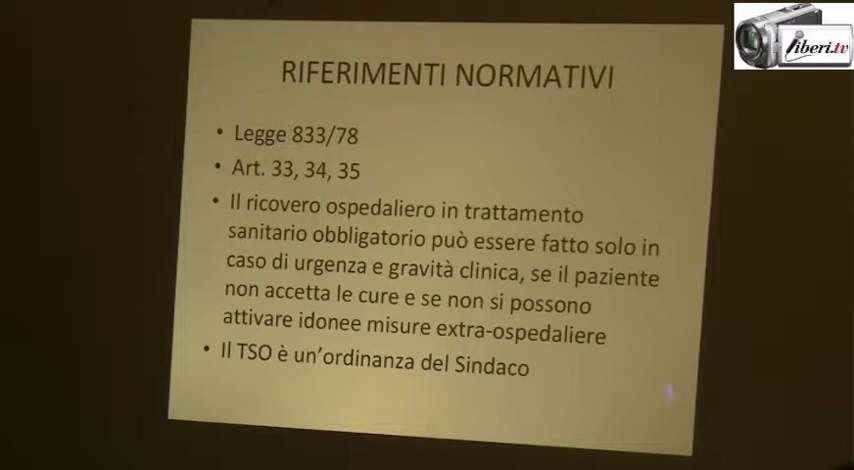 liberi.tv
RIFERIMENTI NORMATIVI
• Legge 833/78
• Art. 33, 34, 35
• Il ricovero ospedaliero in trattamento
sanitario obbligatorio può essere fatto solo in
caso di urgenza e gravità clinica, se il paziente
non accetta le cure e se non si possono
attivare idonee misure extra-ospedaliere
• Il TSO è un'ordinanza del Sindaco